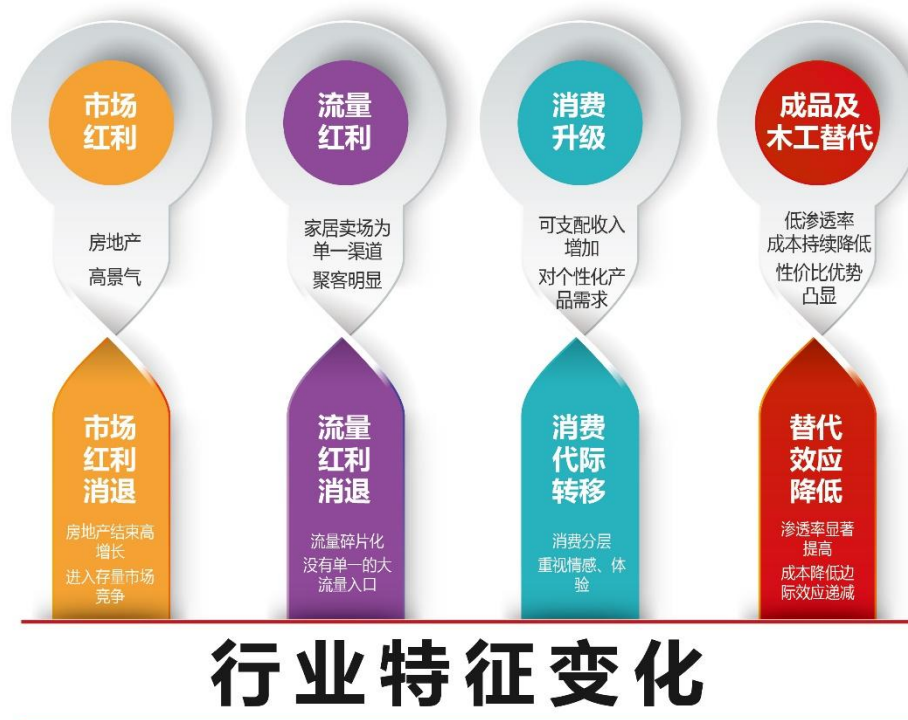 市场
红利
房地产
高景气
市场
红利
消退
房地产结束高
增长
进入存量市场
竞争
流量
红利
家居卖场为
单一渠道
聚客明显
流量
红利
消退
流量碎片化
没有单一的大
流量入口
消费
升级
可支配收入
增加
对个性化产
品需求
消费
代际
转移
消费分层
重视情感、体
验
成品及
木工替代
低渗透率
成本持续降低
性价比优势
凸显
替代
效应
降低
渗透率显著
提高
成本降低边
际效应递减
行业特征变化